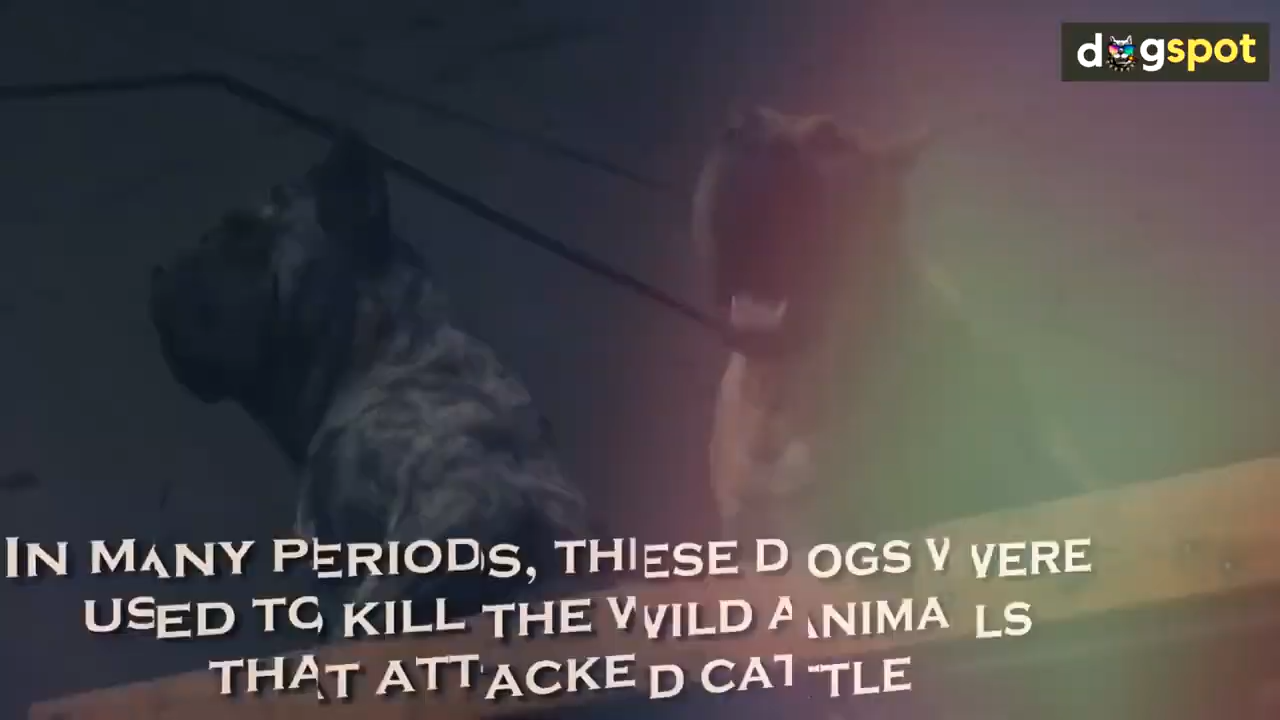 dogspot
IN MANY PERIODS, THESE DOGS WERE
USED TO KILL THE WILD ANIMALS
THAT ATTACKED CATTLE